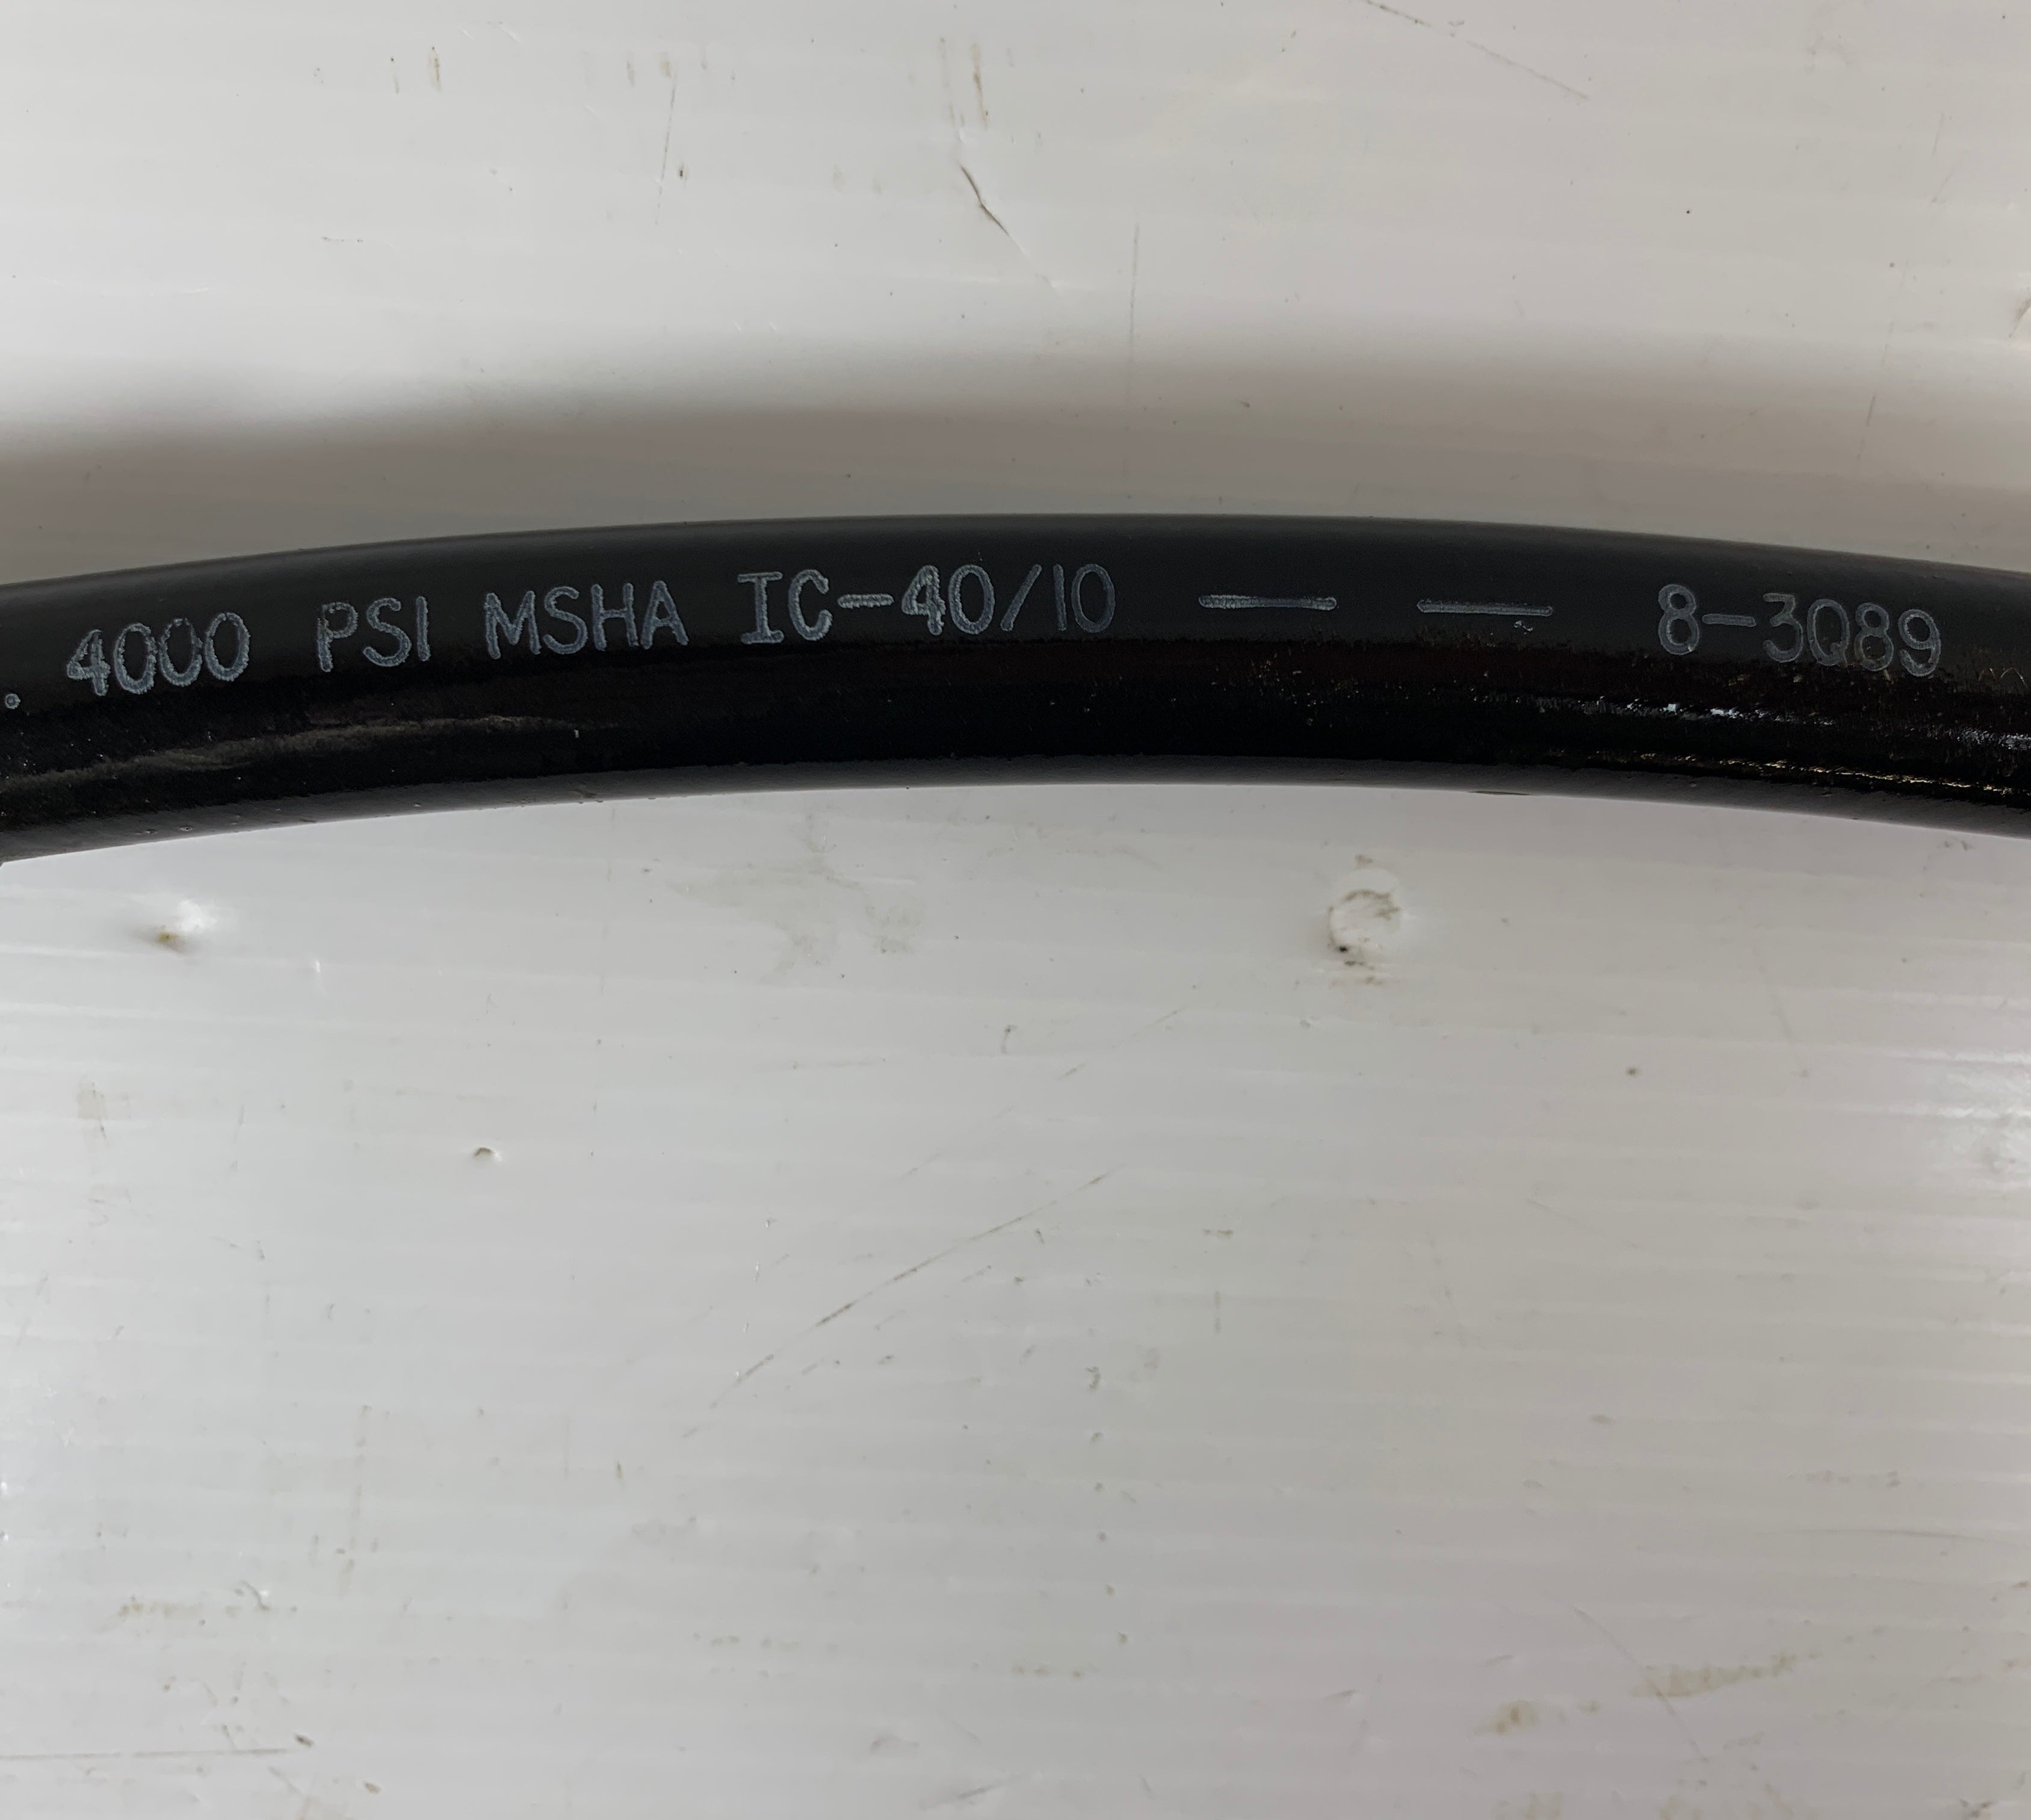 . 4000 PSI MSHA IC-40/10 — — 8-3Q89